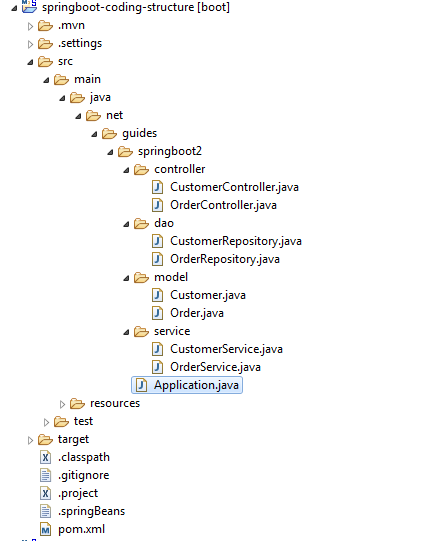 springboot-coding-structure [boot]
.mvn
.settings
src
main
java
net
guides
springboot2
controller
CustomerController.java
OrderController.java
dao
CustomerRepository.java
OrderRepository.java
model
Customer.java
Order.java
service
CustomerService.java
OrderService.java
Application.java
resources
test
target
.classpath
.gitignore
.project
.springBeans
pom.xml